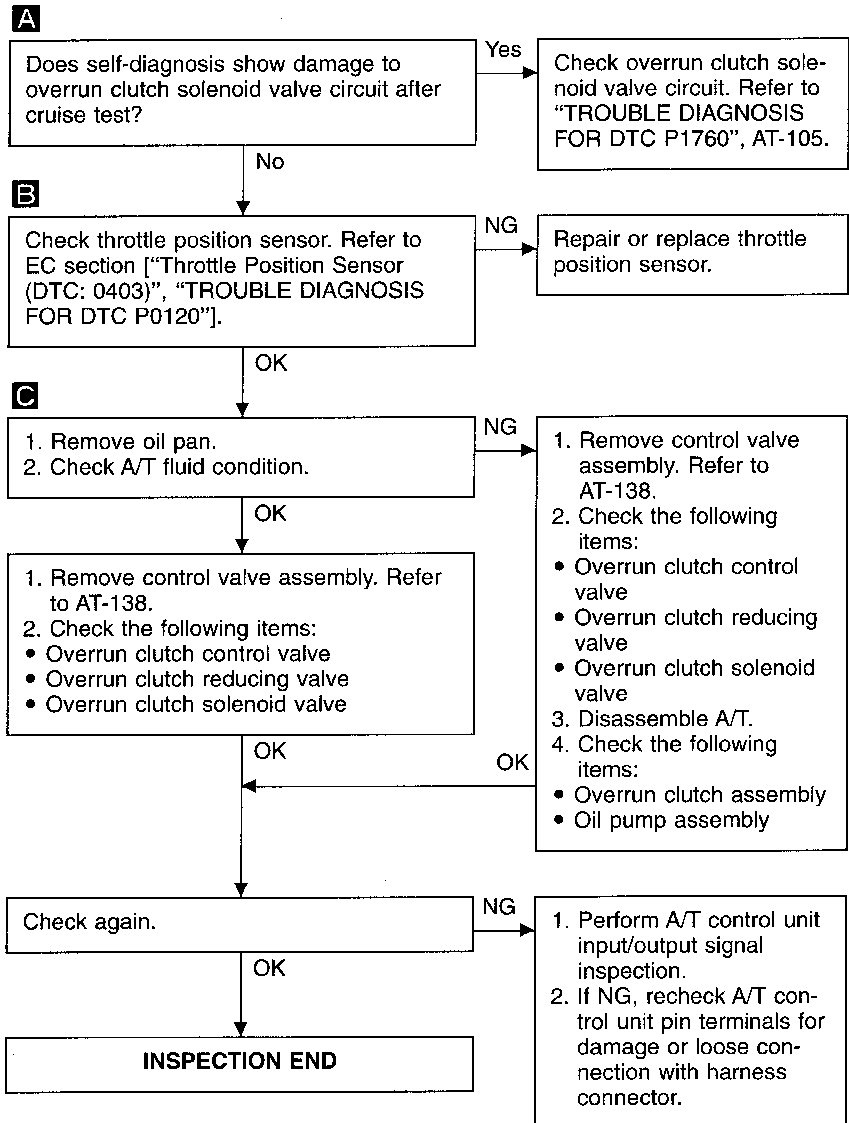 A
Does self-diagnosis show damage to
overrun clutch solenoid valve circuit after
cruise test?
Yes
Check overrun clutch sole-
noid valve circuit. Refer to
“TROUBLE DIAGNOSIS
FOR DTC P1760”, AT-105.
No
B
Check throttle position sensor. Refer to
EC section [“Throttle Position Sensor
(DTC: 0403)”, “TROUBLE DIAGNOSIS
FOR DTC P0120”].
NG
Repair or replace throttle
position sensor.
OK
C
1. Remove oil pan.
2. Check A/T fluid condition.
NG
1. Remove control valve
assembly. Refer to
AT-138.
2. Check the following
items:
• Overrun clutch control
valve
• Overrun clutch reducing
valve
• Overrun clutch solenoid
valve
3. Disassemble A/T.
4. Check the following
items:
• Overrun clutch assembly
• Oil pump assembly
OK
1. Remove control valve assembly. Refer
to AT-138.
2. Check the following items:
• Overrun clutch control valve
• Overrun clutch reducing valve
• Overrun clutch solenoid valve
OK
OK
Check again.
NG
1. Perform A/T control unit
input/output signal
inspection.
2. If NG, recheck A/T con-
trol unit pin terminals for
damage or loose con-
nection with harness
connector.
OK
INSPECTION END